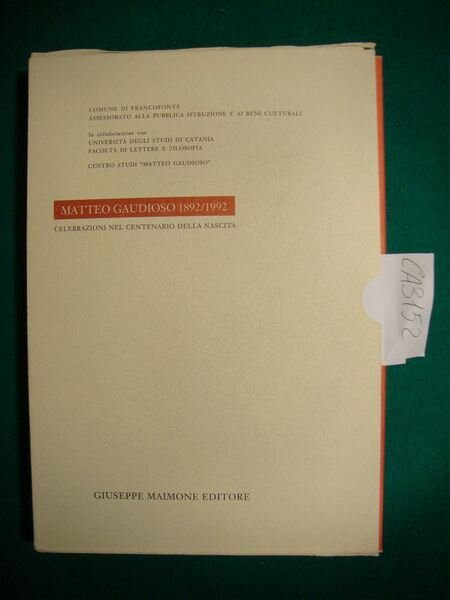 COMUNE DI FRANCOFONTE
ASSESSORATO ALLA PUBBLICA ISTRUZIONE E AI BENI CULTURALI
In collaborazione con
UNIVERSITÀ DEGLI STUDI DI CATANIA
FACOLTÀ DI LETTERE E FILOSOFIA
CENTRO STUDI "MATTEO GAUDIOSO"
MATTEO GAUDIOSO 1892/1992
CELEBRAZIONI NEL CENTENARIO DELLA NASCITA
CA3152
GIUSEPPE MAIMONE EDITORE